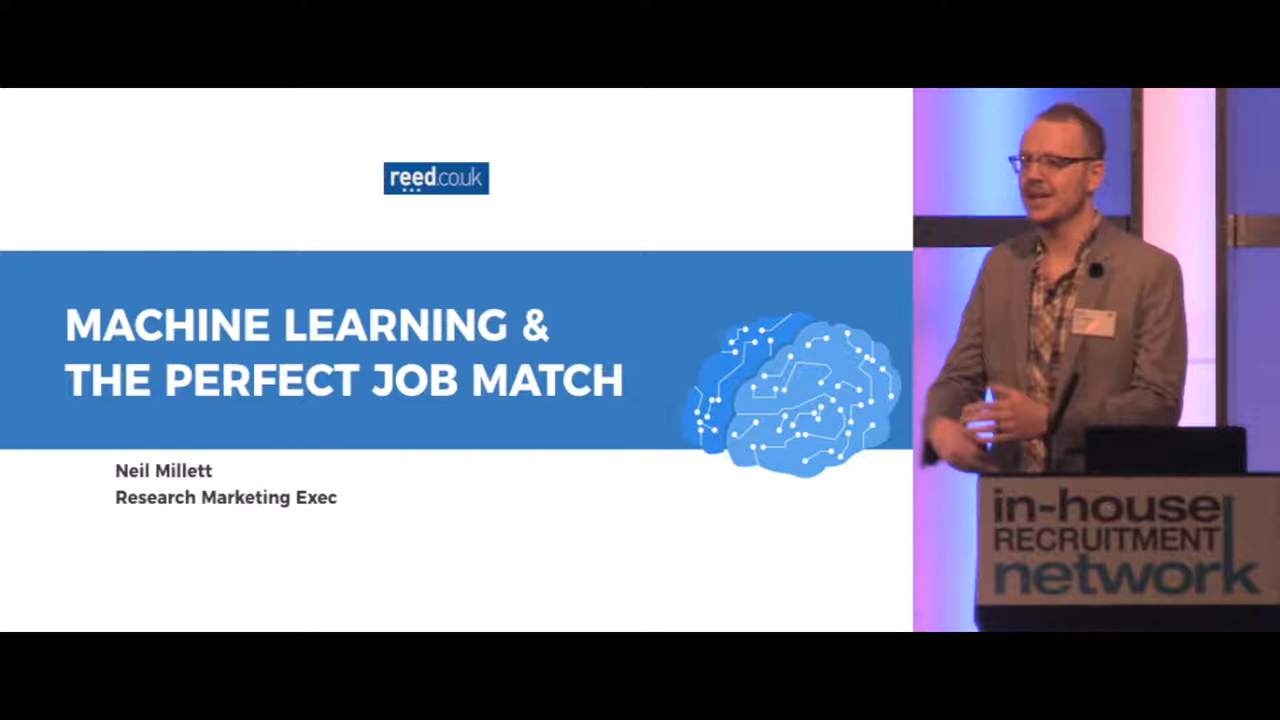 reed.co.uk
MACHINE LEARNING &
THE PERFECT JOB MATCH
Neil Millett
Research Marketing Exec
in-house
RECRUITMENT
network